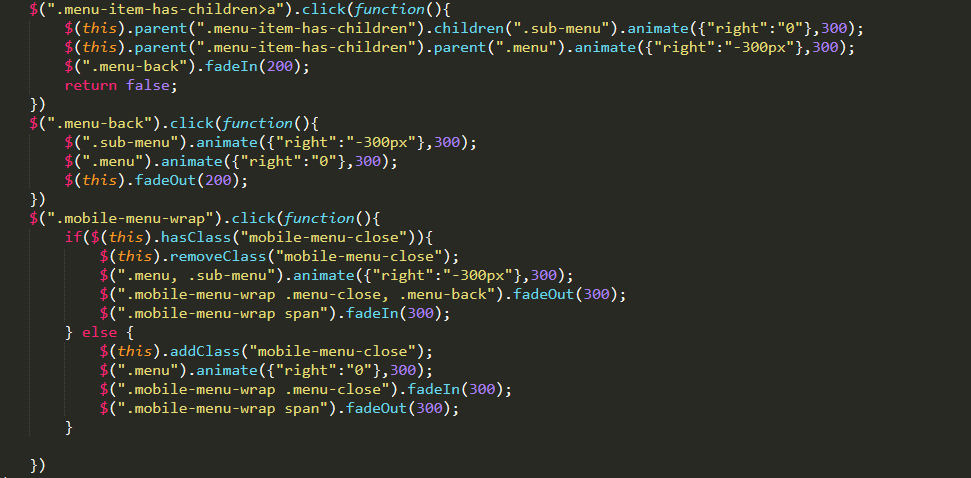 $(".menu-item-has-children>a").click(function(){
    $(this).parent(".menu-item-has-children").children(".sub-menu").animate({"right":"0"},300);
    $(this).parent(".menu-item-has-children").parent(".menu").animate({"right":"-300px"},300);
    $(".menu-back").fadeIn(200);
    return false;
})
$(".menu-back").click(function(){
    $(".sub-menu").animate({"right":"-300px"},300);
    $(".menu").animate({"right":"0"},300);
    $(this).fadeOut(200);
})
$(".mobile-menu-wrap").click(function(){
    if($(this).hasClass("mobile-menu-close")){
        $(this).removeClass("mobile-menu-close");
        $(".menu, .sub-menu").animate({"right":"-300px"},300);
        $(".mobile-menu-wrap .menu-close, .menu-back").fadeOut(300);
        $(".mobile-menu-wrap span").fadeIn(300);
    } else {
        $(this).addClass("mobile-menu-close");
        $(".menu").animate({"right":"0"},300);
        $(".mobile-menu-wrap .menu-close").fadeIn(300);
        $(".mobile-menu-wrap span").fadeOut(300);
    }
})